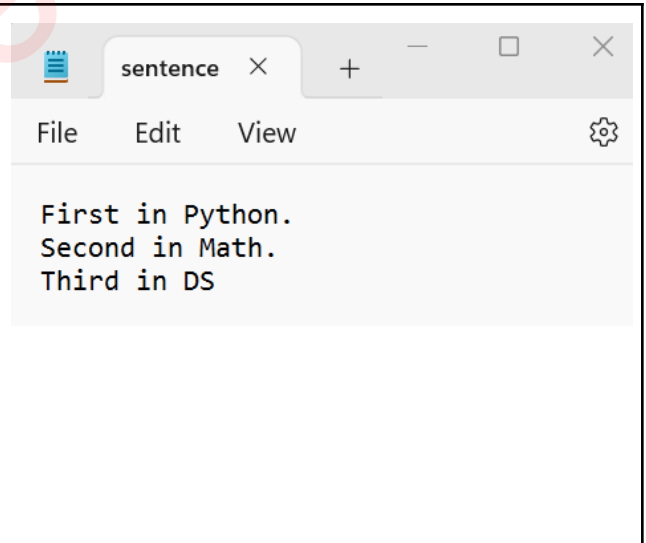 sentence
File Edit View
First in Python.
Second in Math.
Third in DS